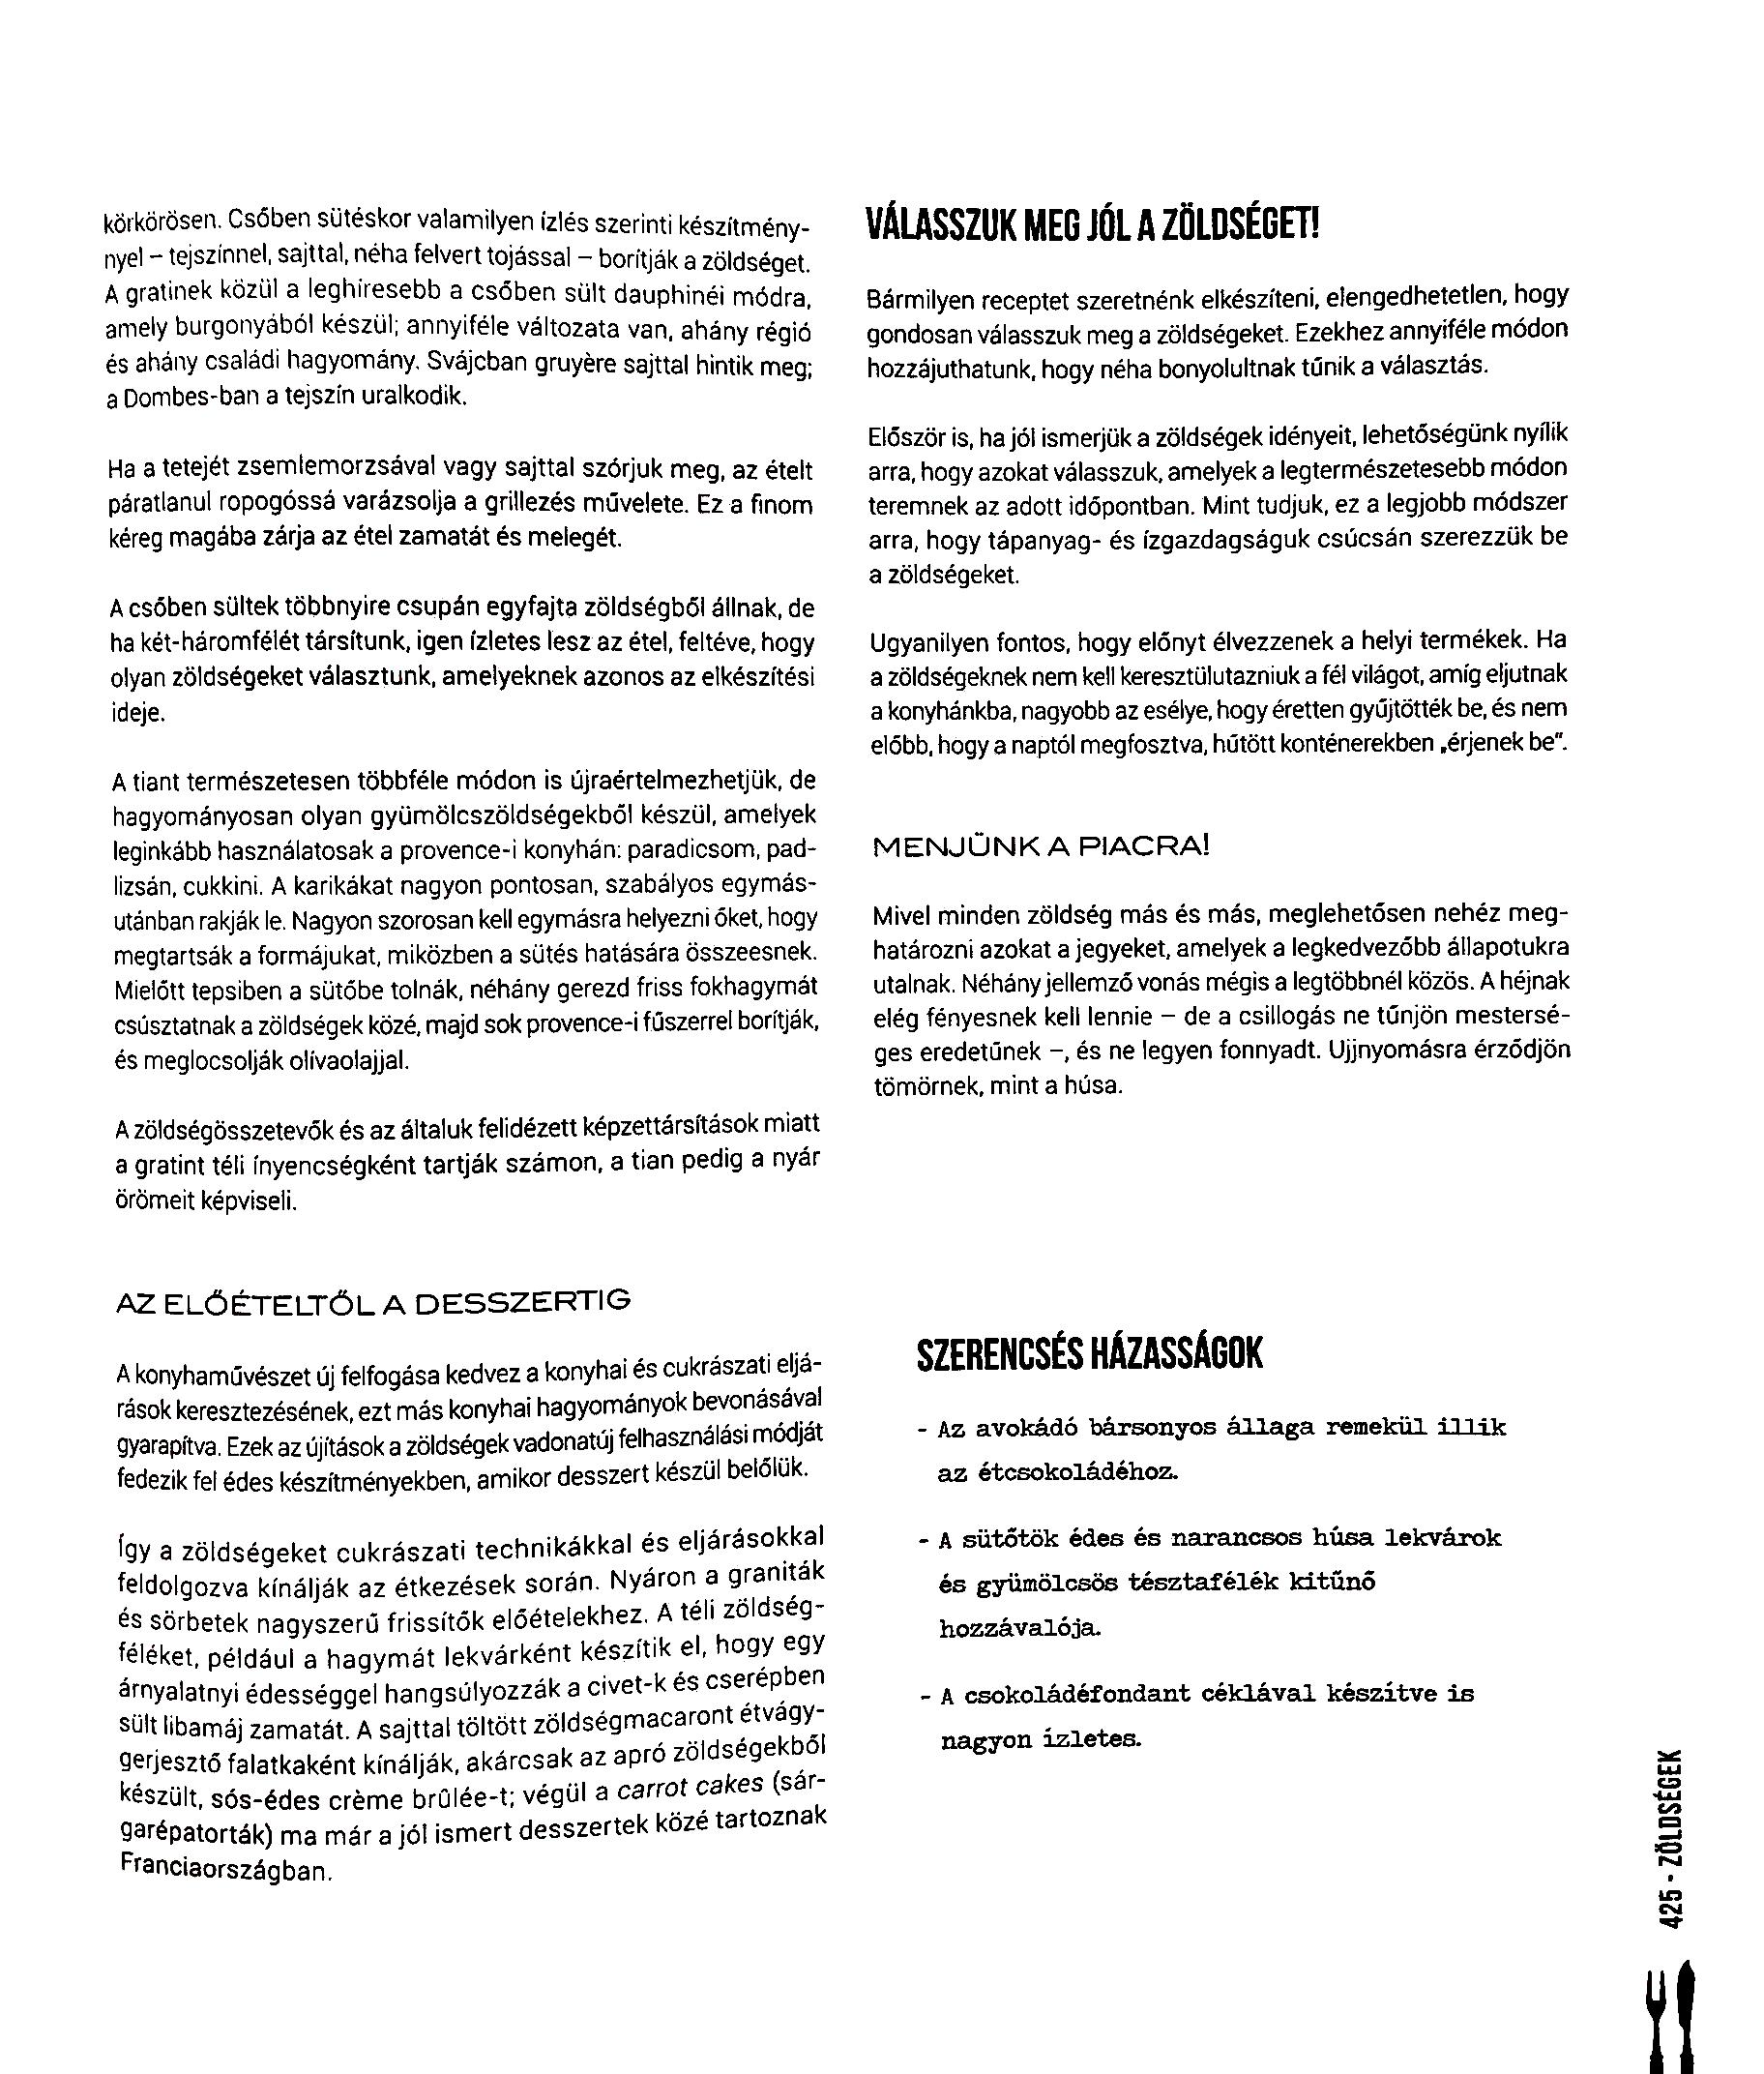 körkörösen. Csőben sütéskor valamilyen ízlés szerinti készítmény-
nyel – tejszínnel, sajttal, néha felvert tojással – borítják a zöldséget.
A gratinek közül a leghíresebb a csőben sült dauphinéi módra,
amely burgonyából készül; annyiféle változata van, ahány régió
és ahány családi hagyomány. Svájcban gruyère sajttal hintik meg;
a Dombes-ban a tejszín uralkodik.
Ha a tetejét zsemlemorzsával vagy sajttal szórjuk meg, az ételt
páratlanul ropogóssá varázsolja a grillezés művelete. Ez a finom
kéreg magába zárja az étel zamatát és melegét.
A csőben sültek többnyire csupán egyfajta zöldségből állnak, de
ha két-háromfélét társítunk, igen ízletes lesz az étel, feltéve, hogy
olyan zöldségeket választunk, amelyeknek azonos az elkészítési
ideje.
A tiant természetesen többféle módon is újraértelmezhetjük, de
hagyományosan olyan gyümölcszöldségekből készül, amelyek
leginkább használatosak a provence-i konyhán: paradicsom, pad-
lizsán, cukkini. A karikákat nagyon pontosan, szabályos egymás-
utánban rakják le. Nagyon szorosan kell egymásra helyezni őket, hogy
megtartsák a formájukat, miközben a sütés hatására összeesnek.
Mielőtt tepsiben a sütőbe tolnák, néhány gerezd friss fokhagymát
csúsztatnak a zöldségek közé, majd sok provence-i fűszerrel borítják,
és meglocsolják olívaolajjal.
A zöldségösszetevők és az általuk felidézett képzettársítások miatt
a gratint téli ínyencségként tartják számon, a tian pedig a nyár
örömeit képviseli.
AZ ELŐÉTELTŐL A DESSZERTIG
A konyhaművészet új felfogása kedvez a konyhai és cukrászati eljá-
rások keresztezésének, ezt más konyhai hagyományok bevonásával
gyarapítva. Ezek az újítások a zöldségek vadonatúj felhasználási módját
fedezik fel édes készítményekben, amikor desszert készül belőlük.
Így a zöldségeket cukrászati technikákkal és eljárásokkal
feldolgozva kínálják az étkezések során. Nyáron a graniták
és sörbetek nagyszerű frissítők előételekhez. A téli zöldség-
féléket, például a hagymát lekvárként készítik el, hogy egy
árnyalatnyi édességgel hangsúlyozzák a civet-k és cserépben
sült libamáj zamatát. A sajttal töltött zöldségmacaront étvágy-
gerjesztő falatkaként kínálják, akárcsak az apró zöldségekből
készült, sós-édes crème brûlée-t; végül a carrot cakes (sár-
garépatorták) ma már a jól ismert desszertek közé tartoznak
Franciaországban.
VÁLASSZUK MEG JÓL A ZÖLDSÉGET!
Bármilyen receptet szeretnénk elkészíteni, elengedhetetlen, hogy
gondosan válasszuk meg a zöldségeket. Ezekhez annyiféle módon
hozzájuthatunk, hogy néha bonyolultnak tűnik a választás.
Először is, ha jól ismerjük a zöldségek idényeit, lehetőségünk nyílik
arra, hogy azokat válasszuk, amelyek a legtermészetesebb módon
teremnek az adott időpontban. Mint tudjuk, ez a legjobb módszer
arra, hogy tápanyag- és ízgazdagságuk csúcsán szerezzük be
a zöldségeket.
Ugyanilyen fontos, hogy előnyt élvezzenek a helyi termékek. Ha
a zöldségeknek nem kell keresztülutazniuk a fél világot, amíg eljutnak
a konyhánkba, nagyobb az esélye, hogy éretten gyűjtötték be, és nem
előbb, hogy a naptól megfosztva, hűtött konténerekben „érjenek be".
MENJÜNK A PIACRA!
Mivel minden zöldség más és más, meglehetősen nehéz meg-
határozni azokat a jegyeket, amelyek a legkedvezőbb állapotukra
utalnak. Néhány jellemző vonás mégis a legtöbbnél közös. A héjnak
elég fényesnek kell lennie – de a csillogás ne tűnjön mestersé-
ges eredetűnek –, és ne legyen fonnyadt. Ujjnyomásra érződjön
tömörnek, mint a húsa.
SZERENCSÉS HÁZASSÁGOK
- Az avokádó bársonyos állaga remekül illik
az étcsokoládéhoz.
- A sütőtök édes és narancsos húsa lekvárok
és gyümölcsös tésztafélék kitűnő
hozzávalója.
- A csokoládéfondant céklával készítve is
nagyon ízletes.
425 - ZÖLDSÉGEK